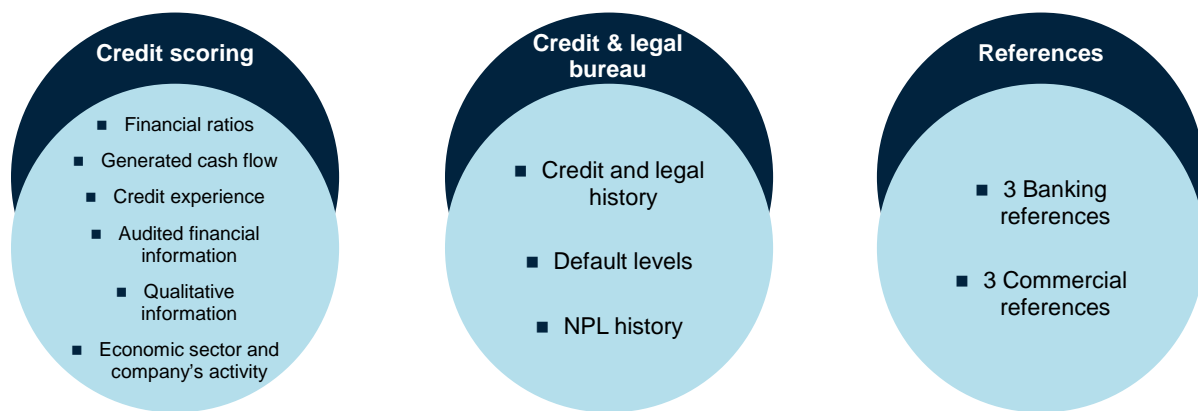 Credit scoring
■ Financial ratios
■ Generated cash flow
■ Credit experience
■ Audited financial
information
■ Qualitative
information
■ Economic sector and
company's activity
Credit & legal
bureau
■ Credit and legal
history
■ Default levels
■ NPL history
References
■ 3 Banking
references
■ 3 Commercial
references